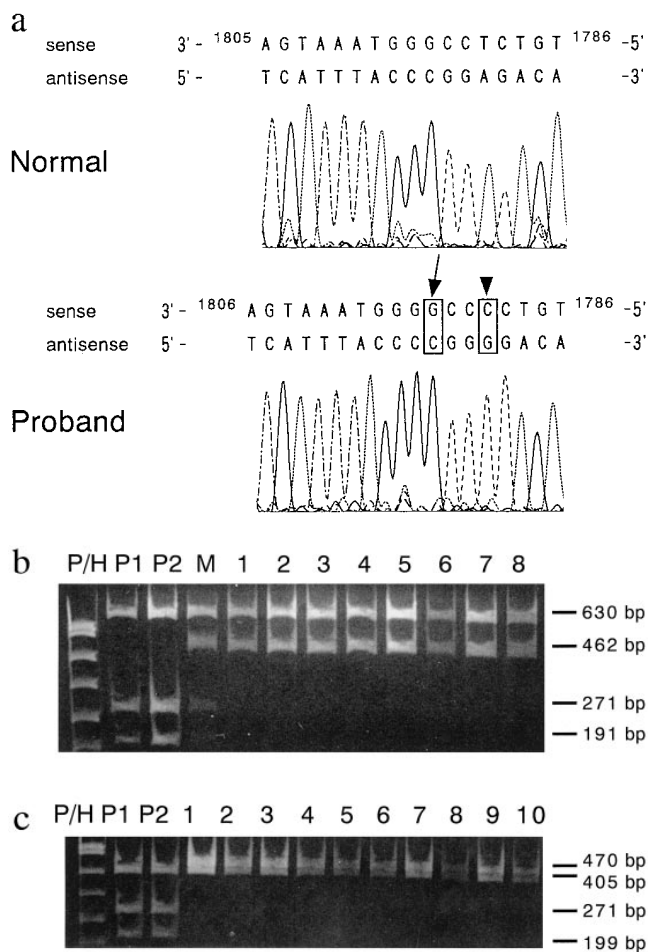 a
sense 3'- 1805 A G T A A A T G G G C C T C T G T 1786 -5'
antisense 5'- T C A T T T A C C C G G A G A C A -3'
Normal
sense 3'- 1806 A G T A A A T G G G G C C C C T G T 1786 -5'
antisense 5'- T C A T T T A C C C C G G G G A C A -3'
Proband
b
P/H P1 P2 M 1 2 3 4 5 6 7 8
630 bp
462 bp
271 bp
191 bp
c
P/H P1 P2 1 2 3 4 5 6 7 8 9 10
470 bp
405 bp
271 bp
199 bp